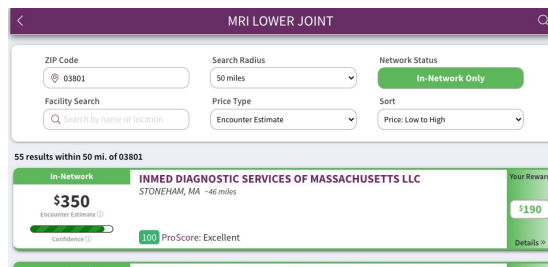 MRI LOWER JOINT
ZIP Code
Search Radius
Network Status
03801
50 miles
In-Network Only
Facility Search
Price Type
Sort
Search by name or location
Encounter Estimate
Price: Low to High
55 results within 50 mi. of 03801
In-Network
INMED DIAGNOSTIC SERVICES OF MASSACHUSETTS LLC
Your Reward
STONEHAM, MA ~46 miles
$350
Encounter Estimate
$190
Confidence
100 ProScore: Excellent
Details »